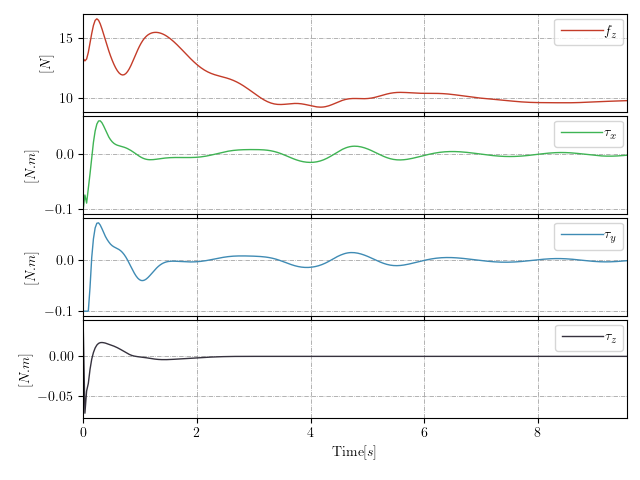 15
10
[N]
f_z
0.0
−0.1
[N.m]
τ_x
0.0
−0.1
[N.m]
τ_y
0.00
−0.05
[N.m]
τ_z
0 2 4 6 8
Time[s]